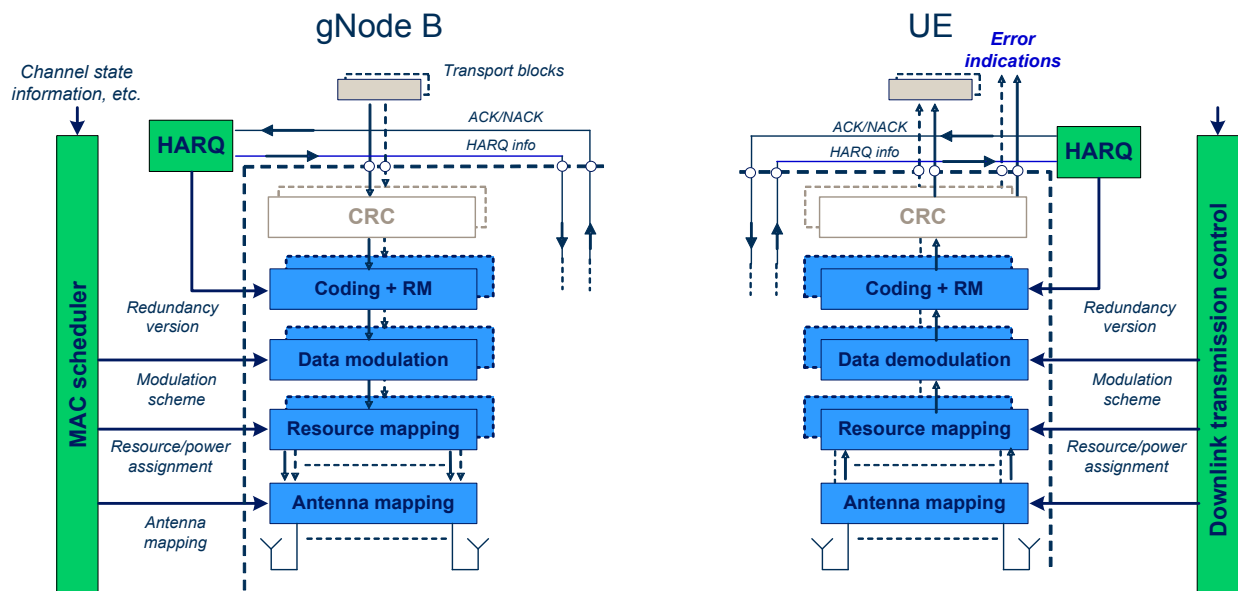 gNode B
UE
Channel state
information, etc.
Transport blocks
Error
indications
ACK/NACK
HARQ
HARQ info
ACK/NACK
HARQ info
HARQ
CRC
CRC
MAC scheduler
Coding + RM
Coding + RM
Downlink transmission control
Redundancy
version
Redundancy
version
Data modulation
Data demodulation
Modulation
scheme
Modulation
scheme
Resource mapping
Resource mapping
Resource/power
assignment
Resource/power
assignment
Antenna mapping
Antenna mapping
Antenna
mapping